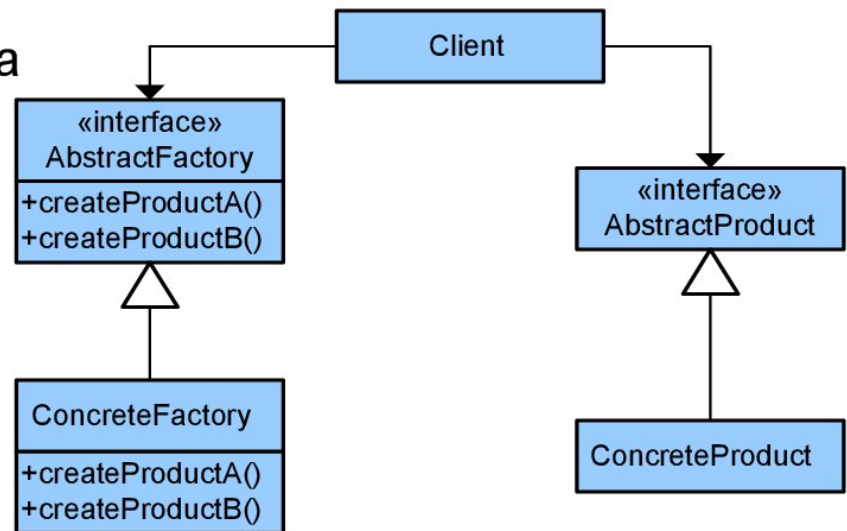 a
Client
«interface»
AbstractFactory
+createProductA()
+createProductB()
«interface»
AbstractProduct
ConcreteFactory
+createProductA()
+createProductB()
ConcreteProduct